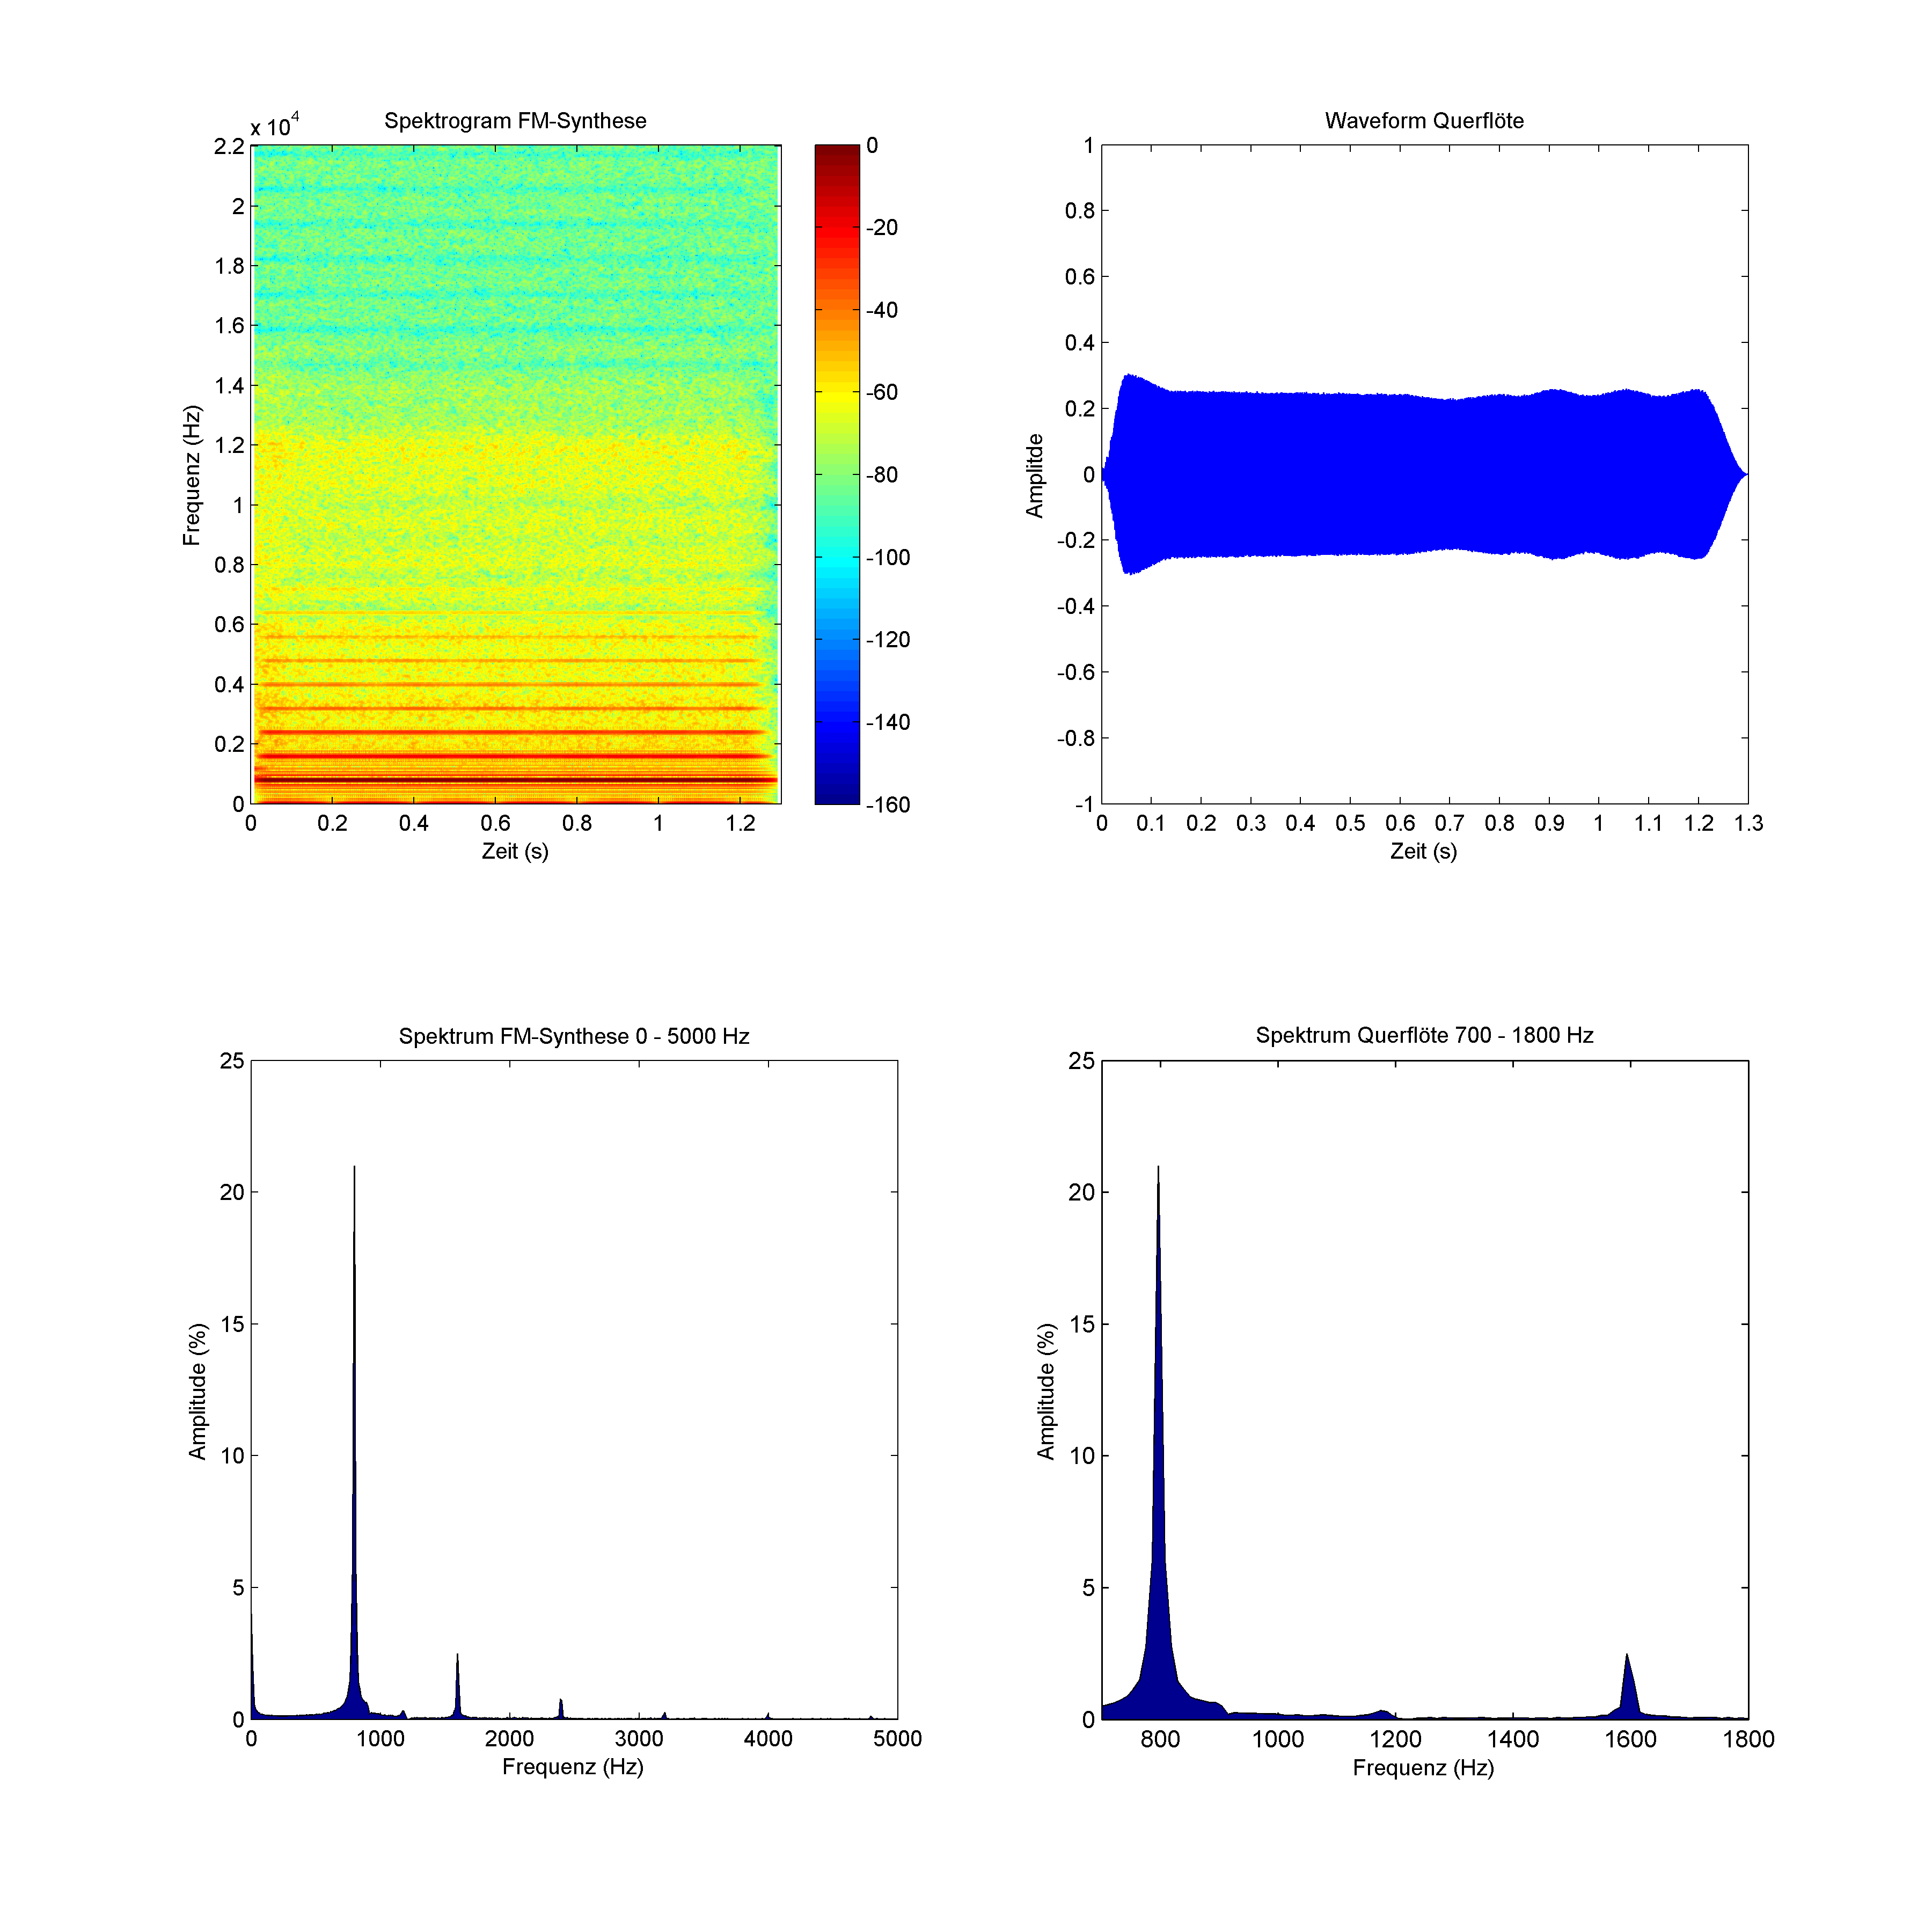 Spektrogram FM-Synthese
x 10^4
2.2
2
1.8
1.6
1.4
1.2
1
0.8
0.6
0.4
0.2
0
Frequenz (Hz)
0 0.2 0.4 0.6 0.8 1 1.2
Zeit (s)
0
-20
-40
-60
-80
-100
-120
-140
-160
Waveform Querflöte
1
0.8
0.6
0.4
0.2
0
-0.2
-0.4
-0.6
-0.8
-1
Amplitde
0 0.1 0.2 0.3 0.4 0.5 0.6 0.7 0.8 0.9 1 1.1 1.2 1.3
Zeit (s)
Spektrum FM-Synthese 0 - 5000 Hz
25
20
15
10
5
0
Amplitude (%)
0 1000 2000 3000 4000 5000
Frequenz (Hz)
Spektrum Querflöte 700 - 1800 Hz
25
20
15
10
5
0
Amplitude (%)
800 1000 1200 1400 1600 1800
Frequenz (Hz)